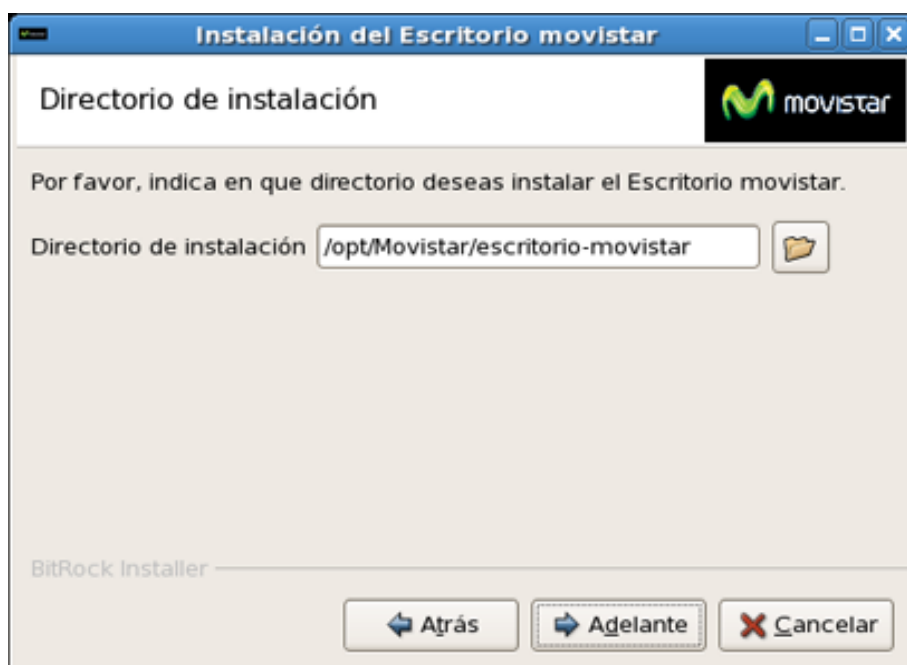 Instalación del Escritorio movistar
Directorio de instalación
movistar
Por favor, indica en que directorio deseas instalar el Escritorio movistar.
Directorio de instalación /opt/Movistar/escritorio-movistar
BitRock Installer
Atrás Adelante Cancelar